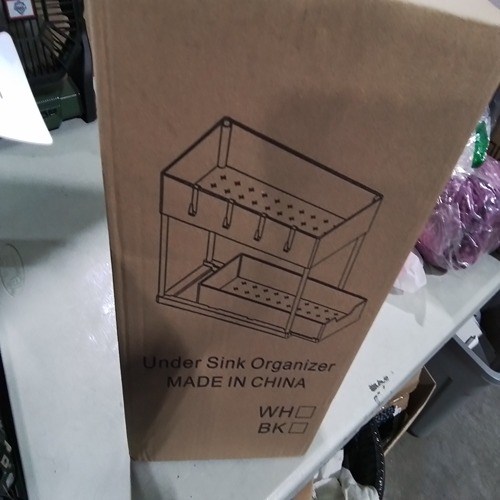 Under Sink Organizer
MADE IN CHINA
WH☐
BK☐